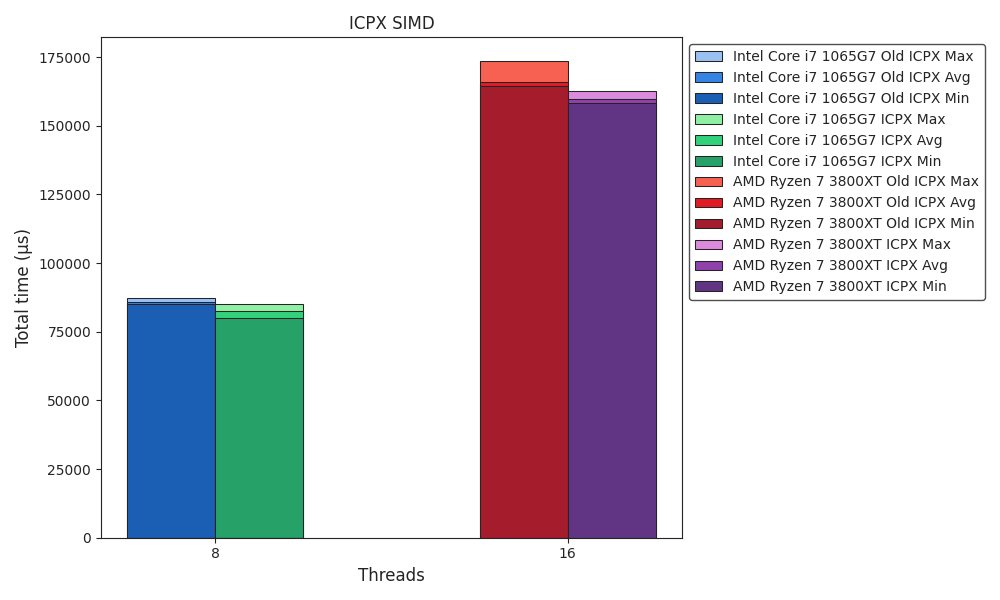 ICPX SIMD
Total time (µs)
175000
150000
125000
100000
75000
50000
25000
0
8
16
Threads
Intel Core i7 1065G7 Old ICPX Max
Intel Core i7 1065G7 Old ICPX Avg
Intel Core i7 1065G7 Old ICPX Min
Intel Core i7 1065G7 ICPX Max
Intel Core i7 1065G7 ICPX Avg
Intel Core i7 1065G7 ICPX Min
AMD Ryzen 7 3800XT Old ICPX Max
AMD Ryzen 7 3800XT Old ICPX Avg
AMD Ryzen 7 3800XT Old ICPX Min
AMD Ryzen 7 3800XT ICPX Max
AMD Ryzen 7 3800XT ICPX Avg
AMD Ryzen 7 3800XT ICPX Min